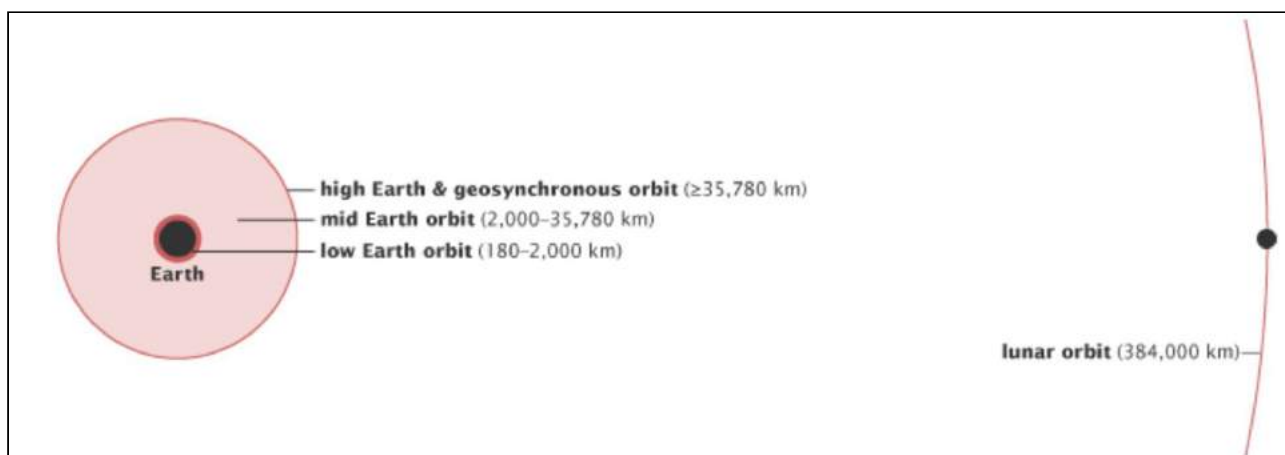 high Earth & geosynchronous orbit (≥35,780 km)
mid Earth orbit (2,000–35,780 km)
low Earth orbit (180–2,000 km)
Earth
lunar orbit (384,000 km)